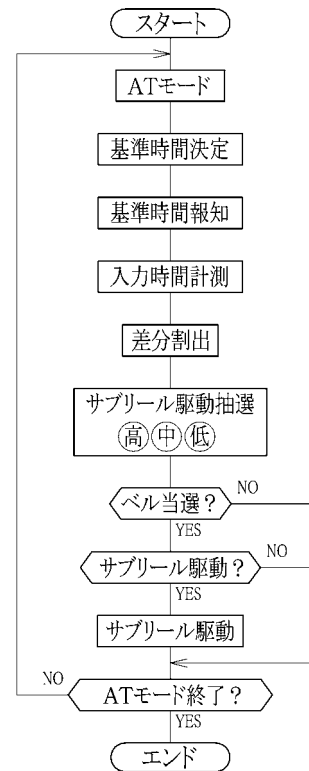 スタート
ATモード
基準時間決定
基準時間報知
入力時間計測
差分割出
サブリール駆動抽選
高 中 低
ベル当選?
NO
YES
サブリール駆動?
NO
YES
サブリール駆動
NO
ATモード終了?
YES
エンド